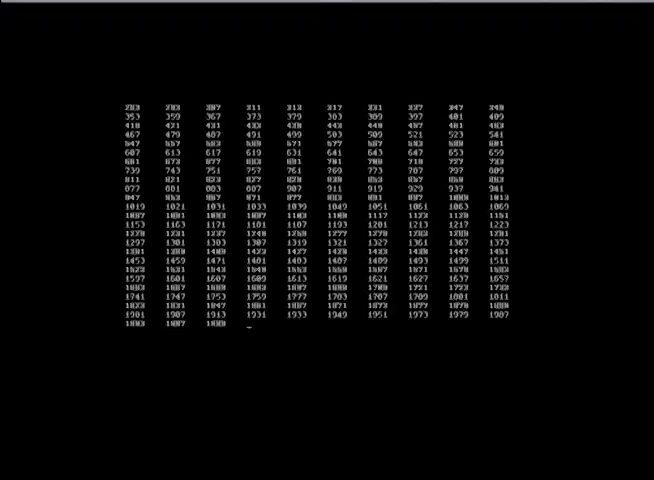 281 283 307 311 313 317 331 337 347 349
353 359 367 373 379 383 389 397 401 409
419 421 431 433 439 443 449 457 461 463
467 479 487 491 499 503 509 521 523 541
547 557 563 569 571 577 587 593 599 601
607 613 617 619 631 641 643 647 653 659
661 673 677 683 691 701 709 719 727 733
739 743 751 757 761 769 773 787 797 809
811 821 823 827 829 839 853 857 859 863
877 881 883 887 907 911 919 929 937 941
947 953 967 971 977 983 991 997 1009 1013
1019 1021 1031 1033 1039 1049 1051 1061 1063 1069
1087 1091 1093 1097 1103 1109 1117 1123 1129 1151
1153 1163 1171 1181 1187 1193 1201 1213 1217 1223
1229 1231 1237 1249 1259 1277 1279 1283 1289 1291
1297 1301 1303 1307 1319 1321 1327 1361 1367 1373
1381 1399 1409 1423 1427 1429 1433 1439 1447 1451
1453 1459 1471 1481 1483 1487 1489 1493 1499 1511
1523 1531 1543 1549 1553 1559 1567 1571 1579 1583
1597 1601 1607 1609 1613 1619 1621 1627 1637 1657
1663 1667 1669 1693 1697 1699 1709 1721 1723 1733
1741 1747 1753 1759 1777 1783 1787 1789 1801 1811
1823 1831 1847 1861 1867 1871 1873 1877 1879 1889
1901 1907 1913 1931 1933 1949 1951 1973 1979 1987
1993 1997 1999 _